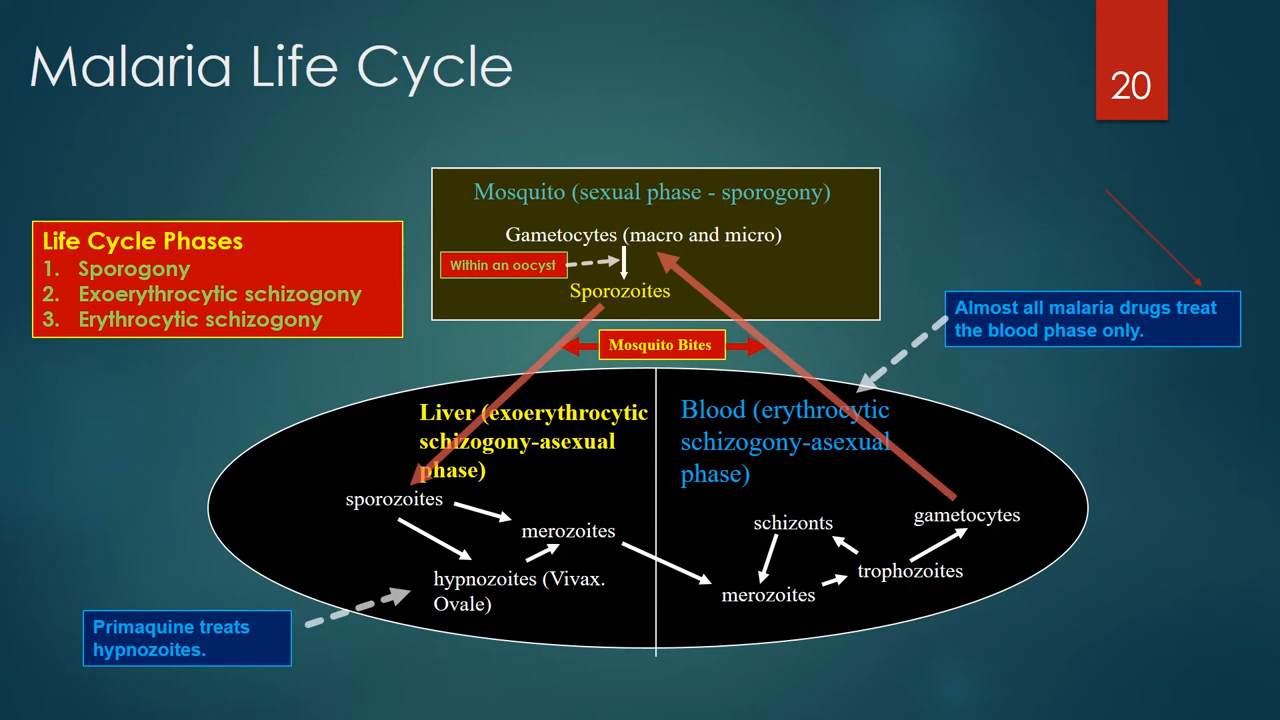 Malaria Life Cycle
20
Mosquito (sexual phase - sporogony)
Gametocytes (macro and micro)
Within an oocyst
Sporozoites
Life Cycle Phases
1. Sporogony
2. Exoerythrocytic schizogony
3. Erythrocytic schizogony
Almost all malaria drugs treat
the blood phase only.
Mosquito Bites
Liver (exoerythrocytic
schizogony-asexual
phase)
sporozoites
merozoites
hypnozoites (Vivax.
Ovale)
Blood (erythrocytic
schizogony-asexual
phase)
schizonts
gametocytes
trophozoites
merozoites
Primaquine treats
hypnozoites.